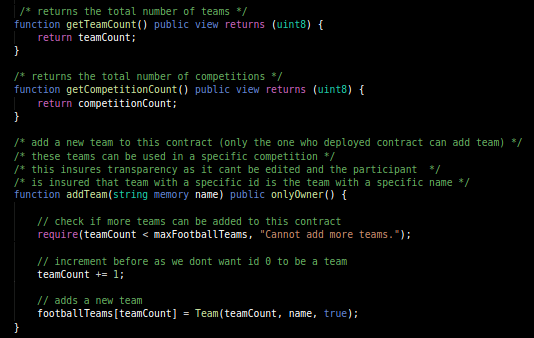 /* returns the total number of teams */
function getTeamCount() public view returns (uint8) {
return teamCount;
}
/* returns the total number of competitions */
function getCompetitionCount() public view returns (uint8) {
return competitionCount;
}
/* add a new team to this contract (only the one who deployed contract can add team) */
/* these teams can be used in a specific competition */
/* this insures transparency as it cant be edited and the participant  */
/* is insured that team with a specific id is the team with a specific name */
function addTeam(string memory name) public onlyOwner() {
// check if more teams can be added to this contract
require(teamCount < maxFootballTeams, "Cannot add more teams.");
// increment before as we dont want id 0 to be a team
teamCount += 1;
// adds a new team
footballTeams[teamCount] = Team(teamCount, name, true);
}